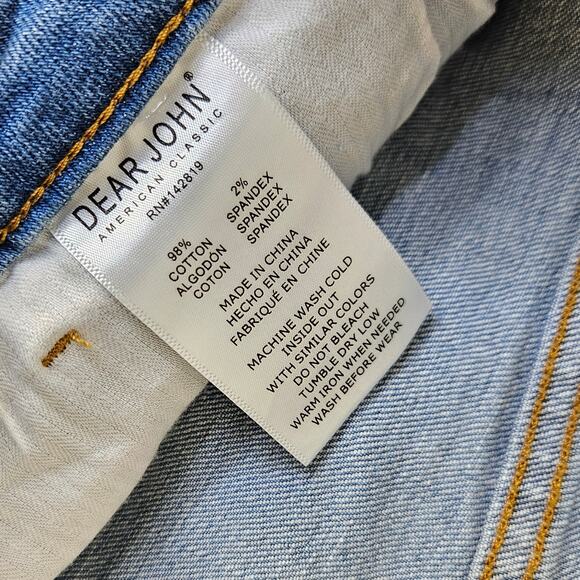 DEAR JOHN®
AMERICAN CLASSIC
RN#142819
98% 2%
COTTON SPANDEX
ALGODÓN SPANDEX
COTON SPANDEX
MADE IN CHINA
HECHO EN CHINA
FABRIQUÉ EN CHINE
MACHINE WASH COLD
INSIDE OUT
WITH SIMILAR COLORS
DO NOT BLEACH
TUMBLE DRY LOW
WARM IRON WHEN NEEDED
WASH BEFORE WEAR